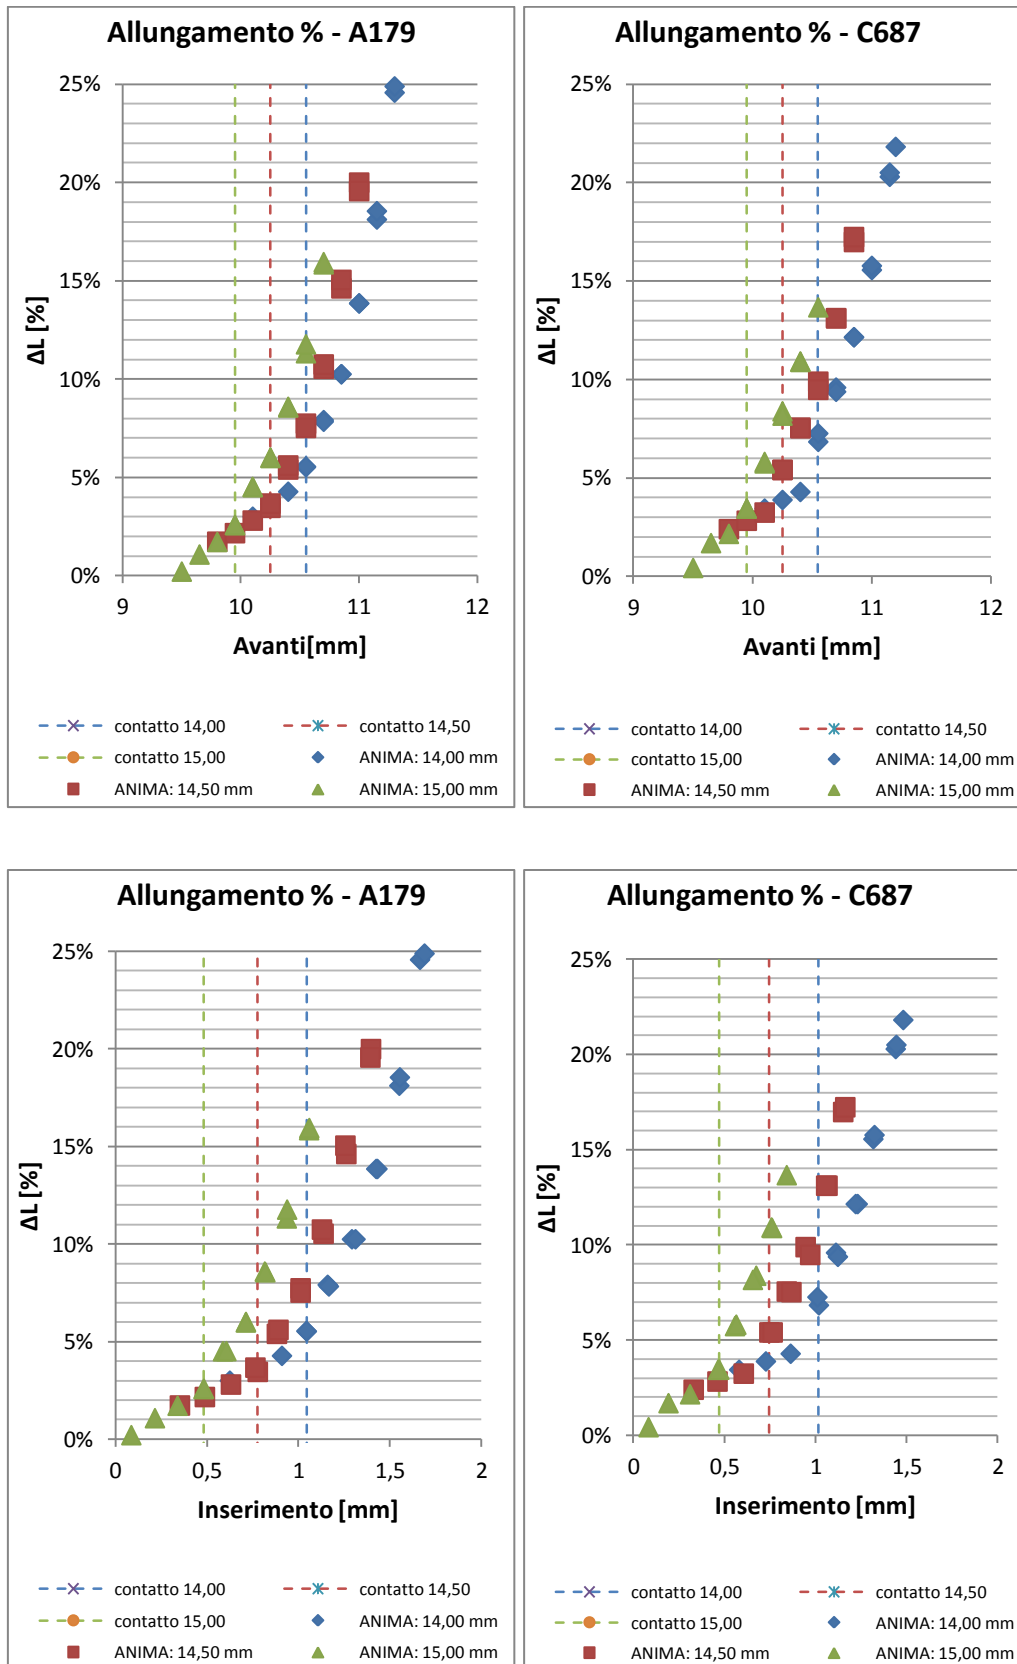 Allungamento % - A179
25%
20%
15%
10%
5%
0%
ΔL [%]
9 10 11 12
Avanti[mm]
contatto 14,00 contatto 14,50
contatto 15,00 ANIMA: 14,00 mm
ANIMA: 14,50 mm ANIMA: 15,00 mm
Allungamento % - C687
25%
20%
15%
10%
5%
0%
ΔL [%]
9 10 11 12
Avanti [mm]
contatto 14,00 contatto 14,50
contatto 15,00 ANIMA: 14,00 mm
ANIMA: 14,50 mm ANIMA: 15,00 mm
Allungamento % - A179
25%
20%
15%
10%
5%
0%
ΔL [%]
0 0,5 1 1,5 2
Inserimento [mm]
contatto 14,00 contatto 14,50
contatto 15,00 ANIMA: 14,00 mm
ANIMA: 14,50 mm ANIMA: 15,00 mm
Allungamento % - C687
25%
20%
15%
10%
5%
0%
ΔL [%]
0 0,5 1 1,5 2
Inserimento [mm]
contatto 14,00 contatto 14,50
contatto 15,00 ANIMA: 14,00 mm
ANIMA: 14,50 mm ANIMA: 15,00 mm